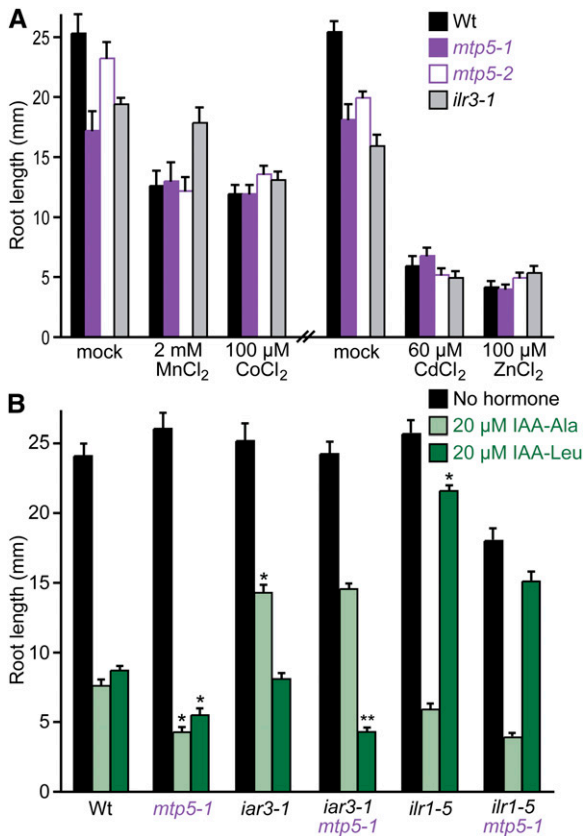 A
Root length (mm)
25
20
15
10
5
0
Wt
mtp5-1
mtp5-2
ilr3-1
mock
2 mM MnCl₂
100 µM CoCl₂
mock
60 µM CdCl₂
100 µM ZnCl₂
B
Root length (mm)
25
20
15
10
5
0
No hormone
20 µM IAA-Ala
20 µM IAA-Leu
*
*
*
**
*
Wt
mtp5-1
iar3-1
iar3-1 mtp5-1
ilr1-5
ilr1-5 mtp5-1